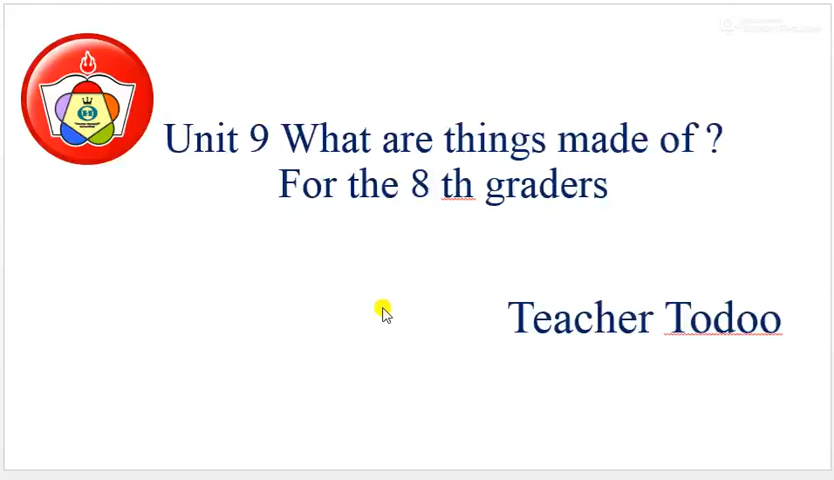 Unit 9 What are things made of ?
For the 8 th graders
Teacher Todoo